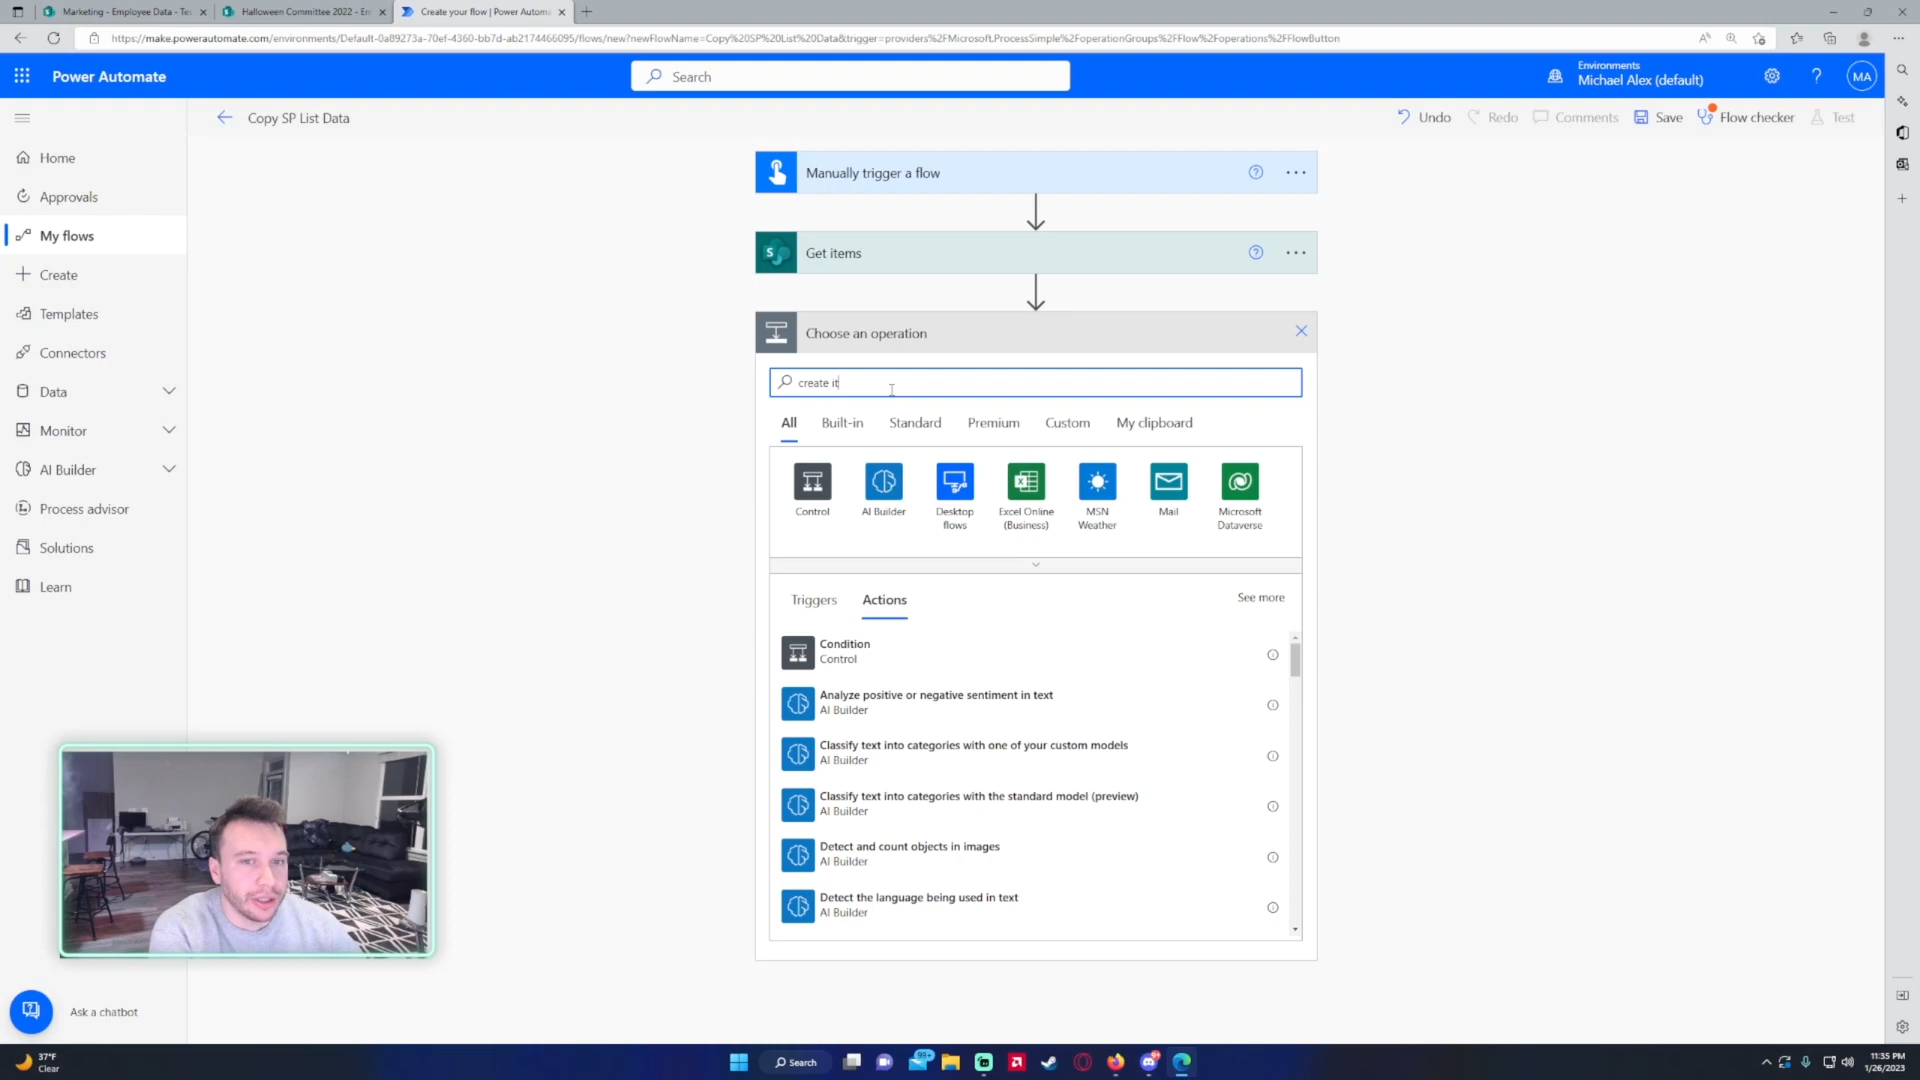 Marketing - Employee Data - Te
Halloween Committee 2022 - Em
Create your flow | Power Automa
https://make.powerautomate.com/environments/Default-0a89273a-70ef-4360-bb7d-ab2174466095/flows/new?newFlowName=Copy%20SP%20List%20Data&trigger=providers%2FMicrosoft.ProcessSimple%2FoperationGroups%2FFlow%2Foperations%2FFlowButton
Power Automate
Search
Environments
Michael Alex (default)
MA
Copy SP List Data
Undo
Redo
Comments
Save
Flow checker
Test
Home
Approvals
My flows
Create
Templates
Connectors
Data
Monitor
AI Builder
Process advisor
Solutions
Learn
Ask a chatbot
Manually trigger a flow
Get items
Choose an operation
create it
All
Built-in
Standard
Premium
Custom
My clipboard
Control
AI Builder
Desktop flows
Excel Online (Business)
MSN Weather
Mail
Microsoft Dataverse
Triggers
Actions
See more
Condition
Control
Analyze positive or negative sentiment in text
AI Builder
Classify text into categories with one of your custom models
AI Builder
Classify text into categories with the standard model (preview)
AI Builder
Detect and count objects in images
AI Builder
Detect the language being used in text
AI Builder
37°F
Clear
Search
99+
11:35 PM
1/26/2023